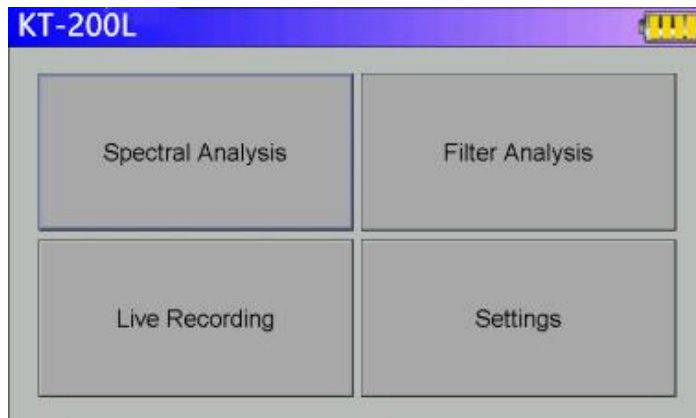 KT-200L
Spectral Analysis
Filter Analysis
Live Recording
Settings